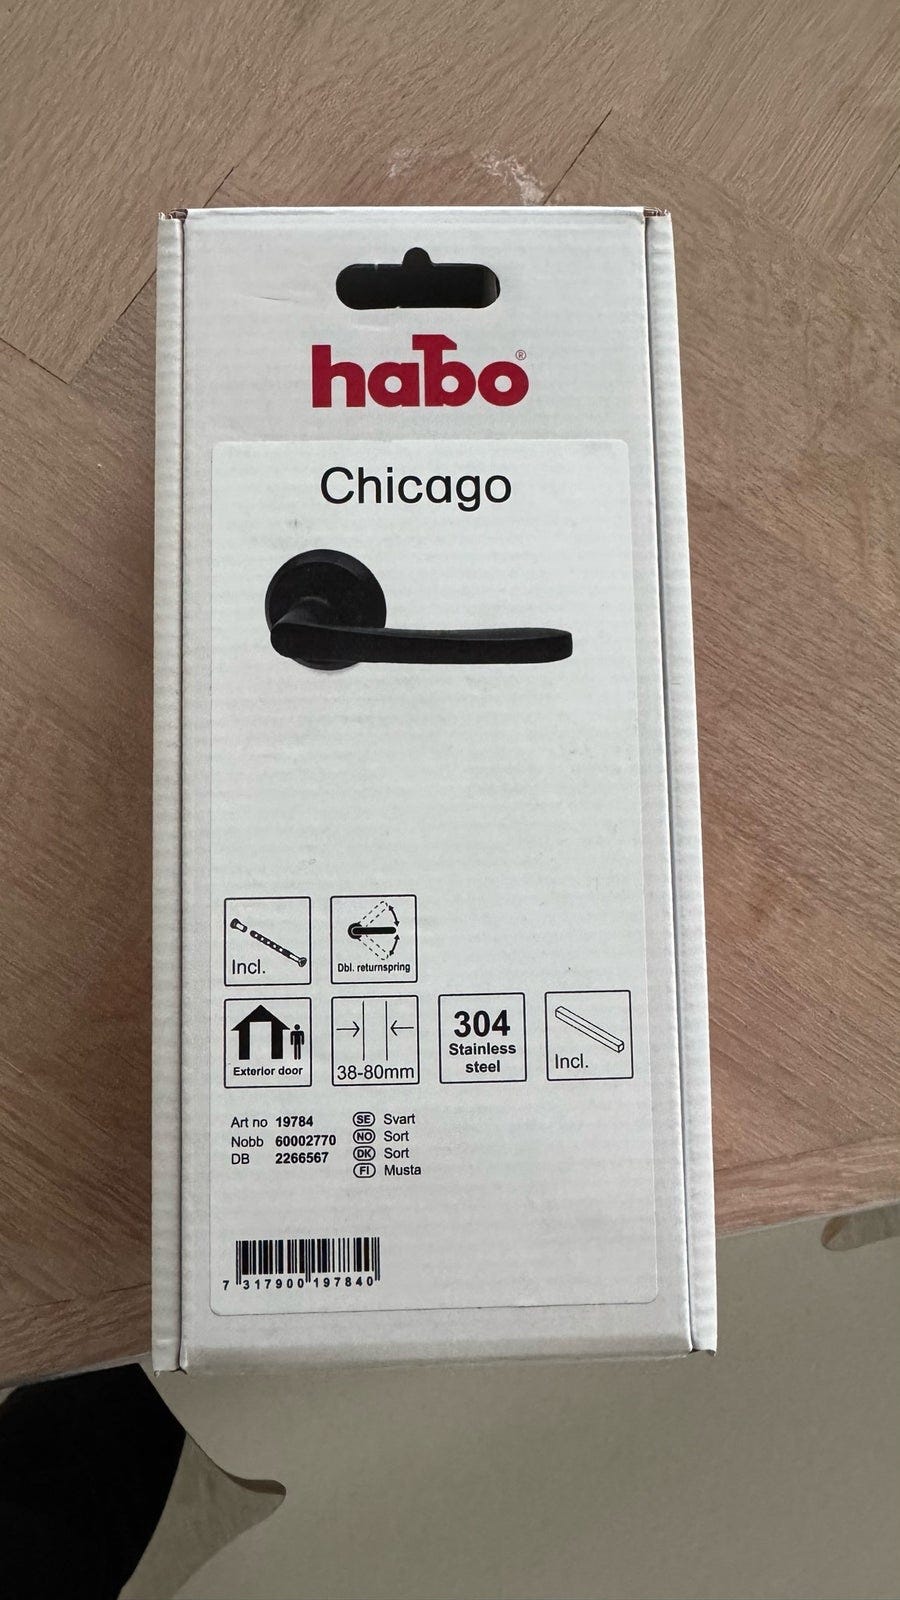 habo®
Chicago
Incl.
Dbl. returnspring
Exterior door
38-80mm
304
Stainless
steel
Incl.
Art no 19784
Nobb 60002770
DB 2266567
SE Svart
NO Sort
DK Sort
FI Musta
7 317900 197840